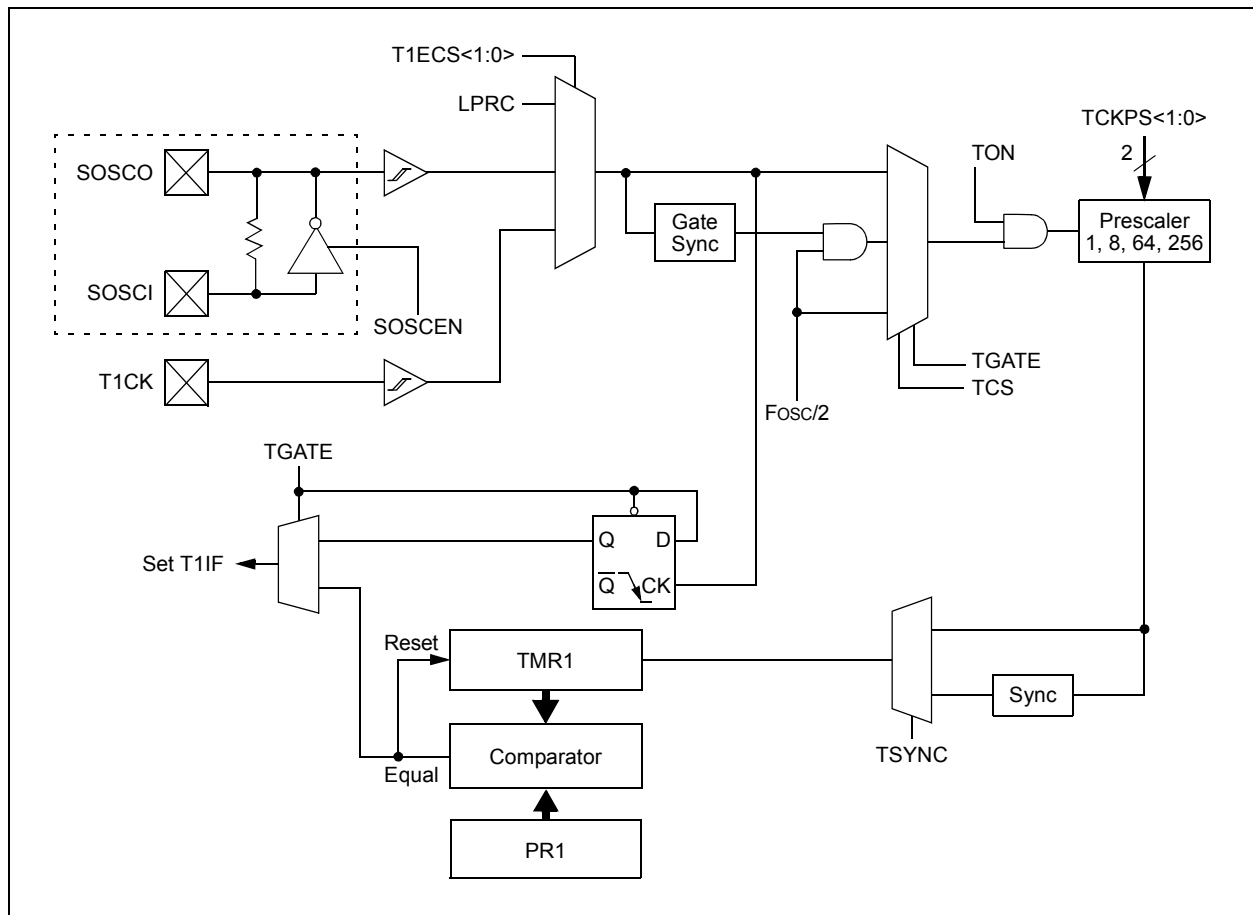 T1ECS<1:0>
LPRC
TCKPS<1:0>
SOSCO
TON
2
Gate
Sync
Prescaler
1, 8, 64, 256
SOSCI
SOSCEN
TGATE
T1CK
TCS
FOSC/2
TGATE
Q D
Set T1IF
Q CK
Reset
TMR1
Sync
Comparator
TSYNC
Equal
PR1